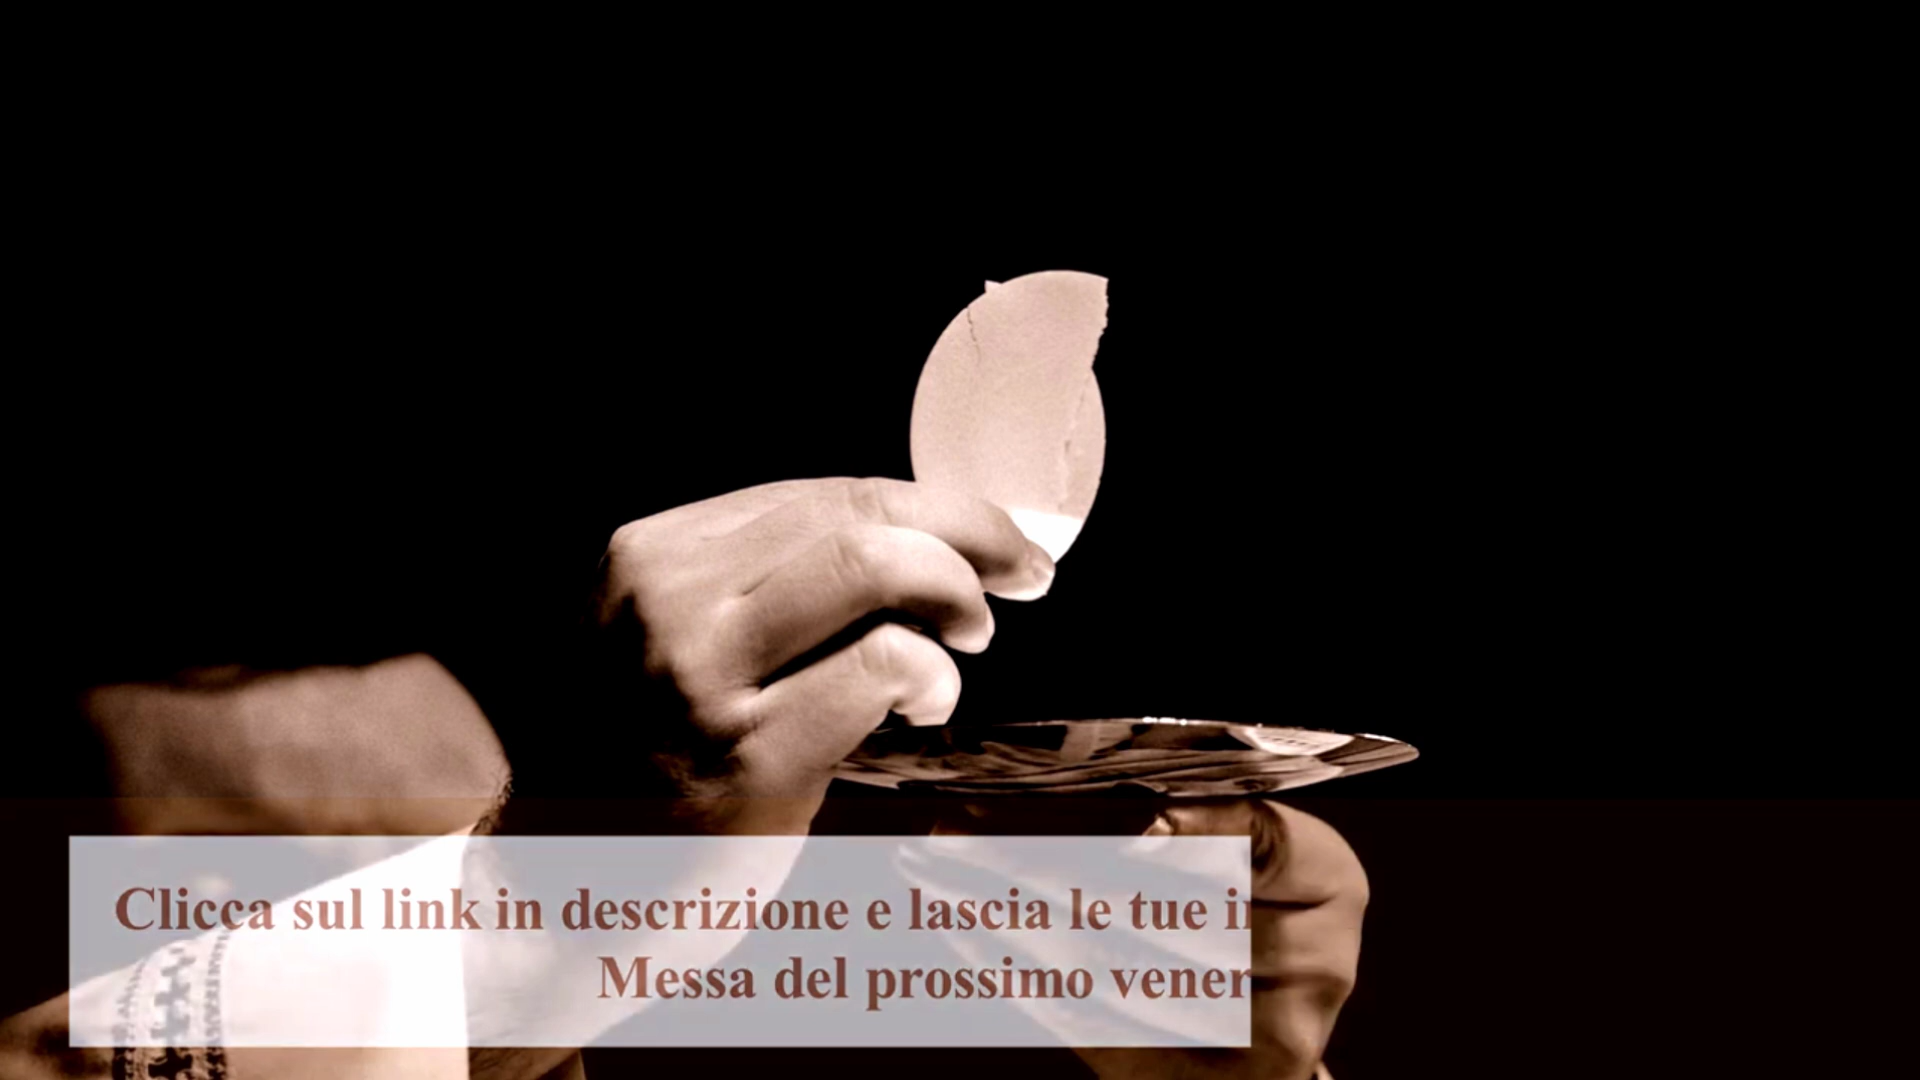 Clicca sul link in descrizione e lascia le tue
Messa del prossimo